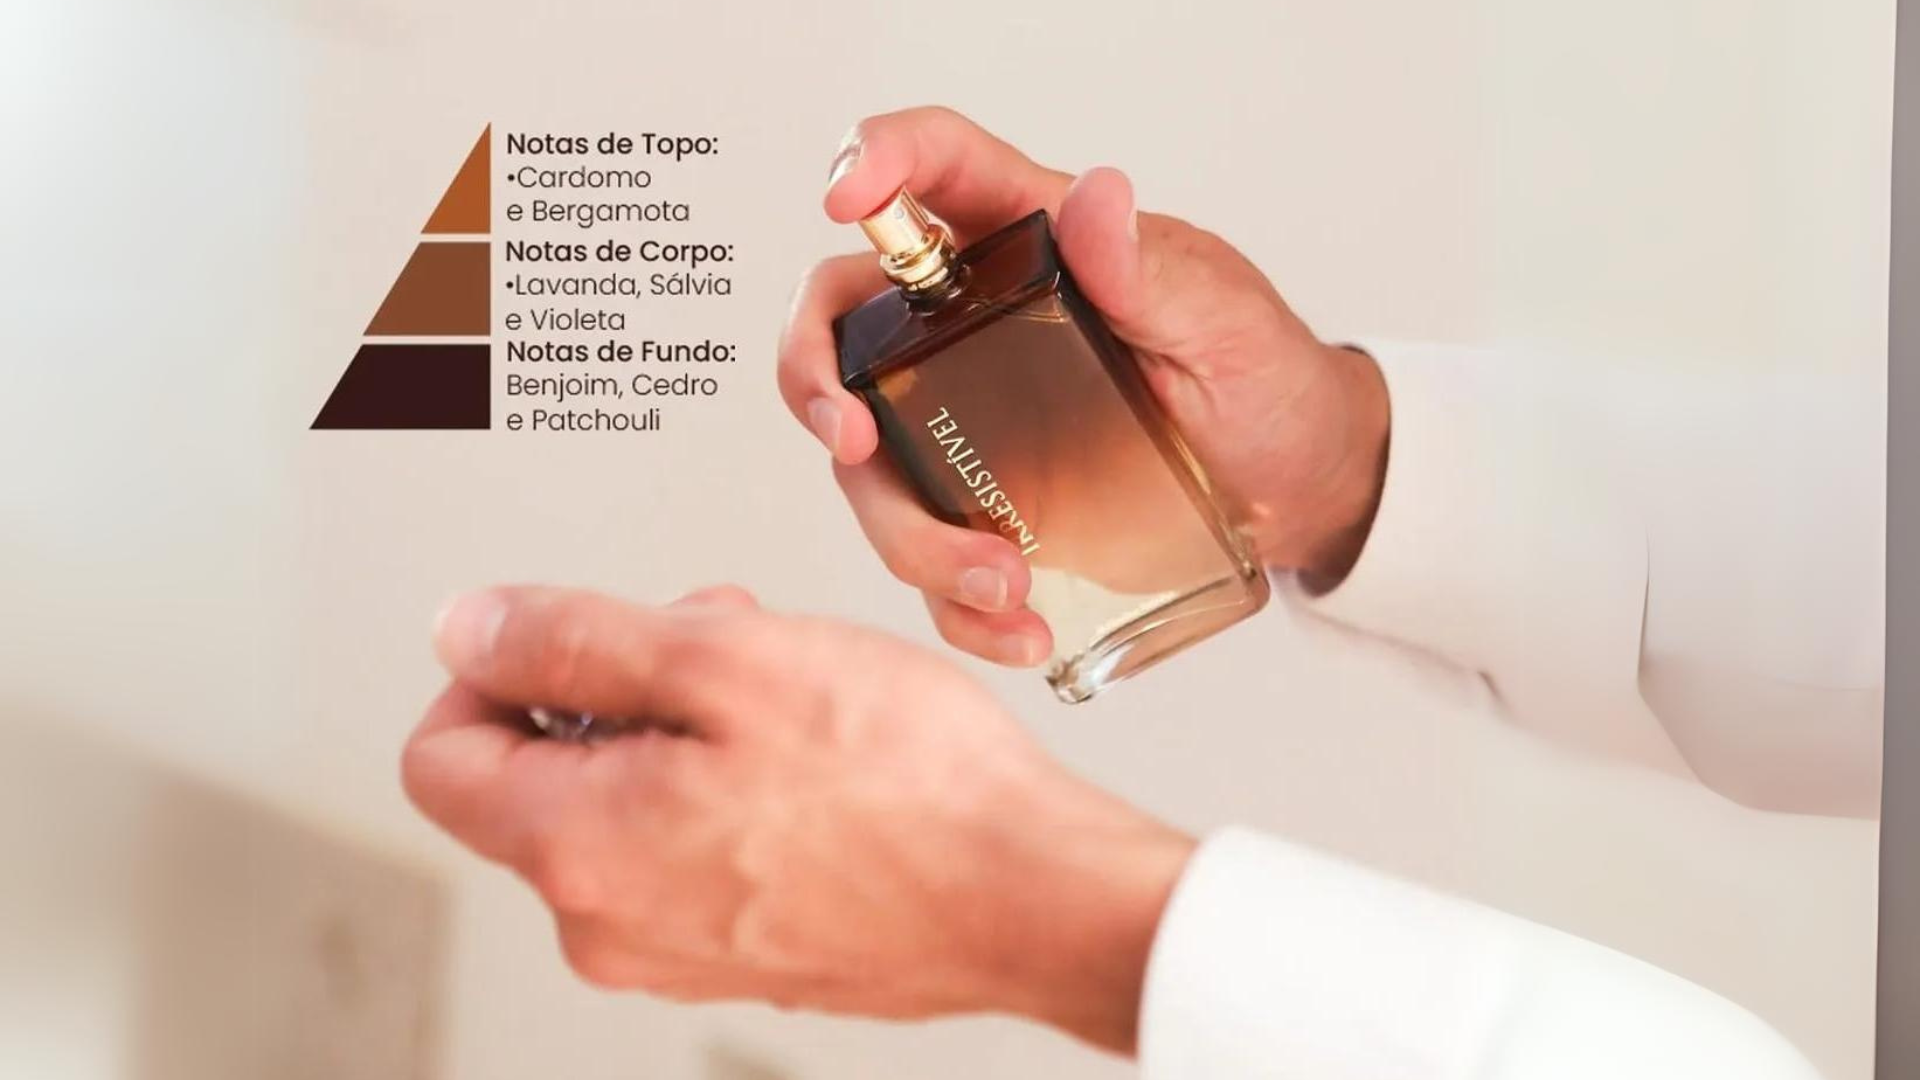 Notas de Topo:
•Cardomo
e Bergamota
Notas de Corpo:
•Lavanda, Sálvia
e Violeta
Notas de Fundo:
Benjoim, Cedro
e Patchouli
IRRESISTÍVEL